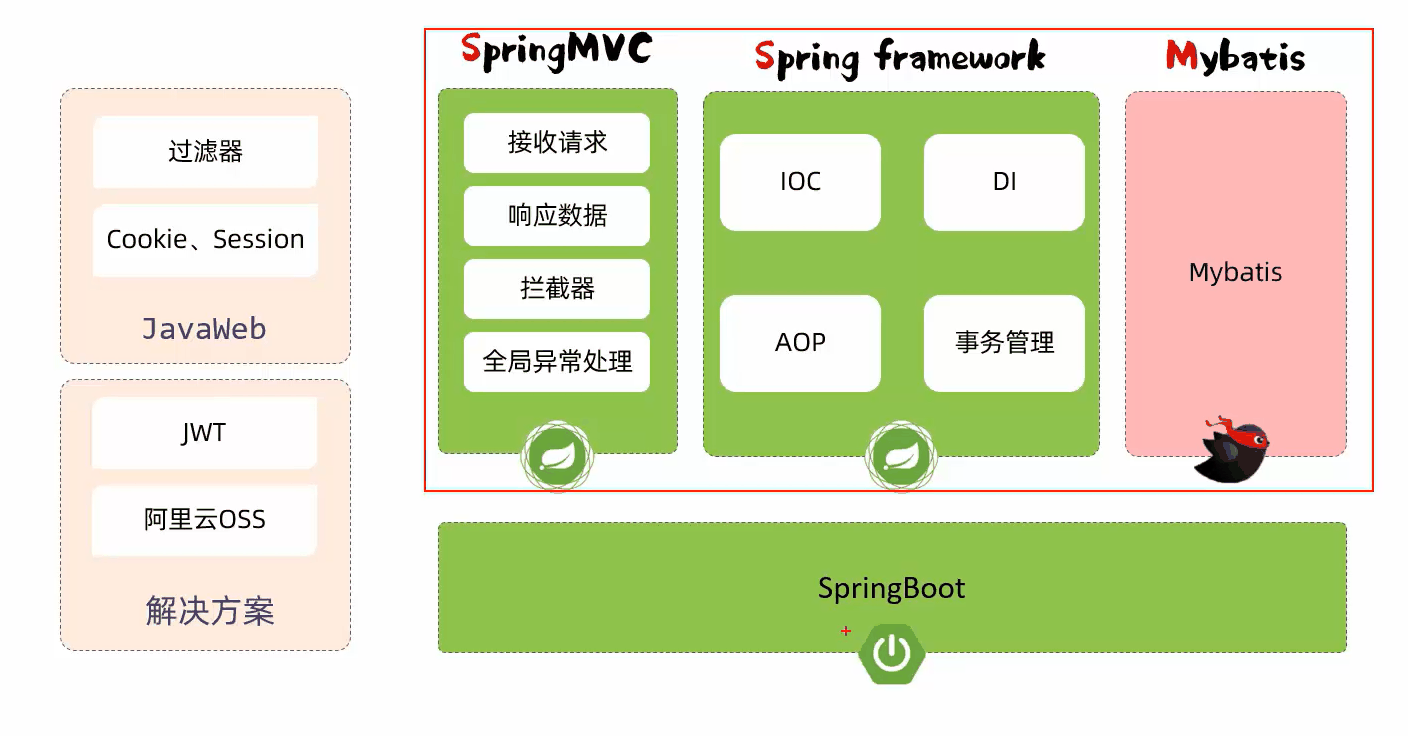 过滤器
Cookie、Session
JavaWeb
JWT
阿里云OSS
解决方案
SpringMVC
接收请求
响应数据
拦截器
全局异常处理
Spring framework
IOC
DI
AOP
事务管理
Mybatis
Mybatis
SpringBoot